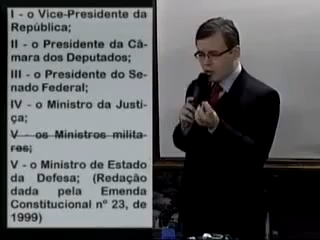 I - o Vice-Presidente da
República;
II - o Presidente da Câ-
mara dos Deputados;
III - o Presidente do Se-
nado Federal;
IV - o Ministro da Justi-
ça;
V - os Ministros milita-
res;
V - o Ministro de Estado
da Defesa; (Redação
dada pela Emenda
Constitucional nº 23, de
1999)